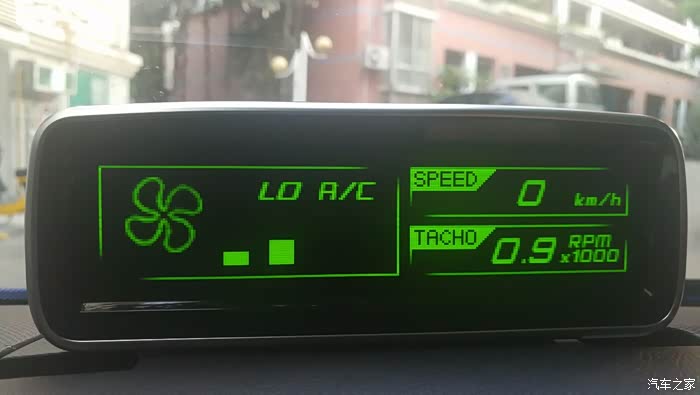 LO A/C
SPEED 0 km/h
TACHO 0.9 RPM x1000
汽车之家